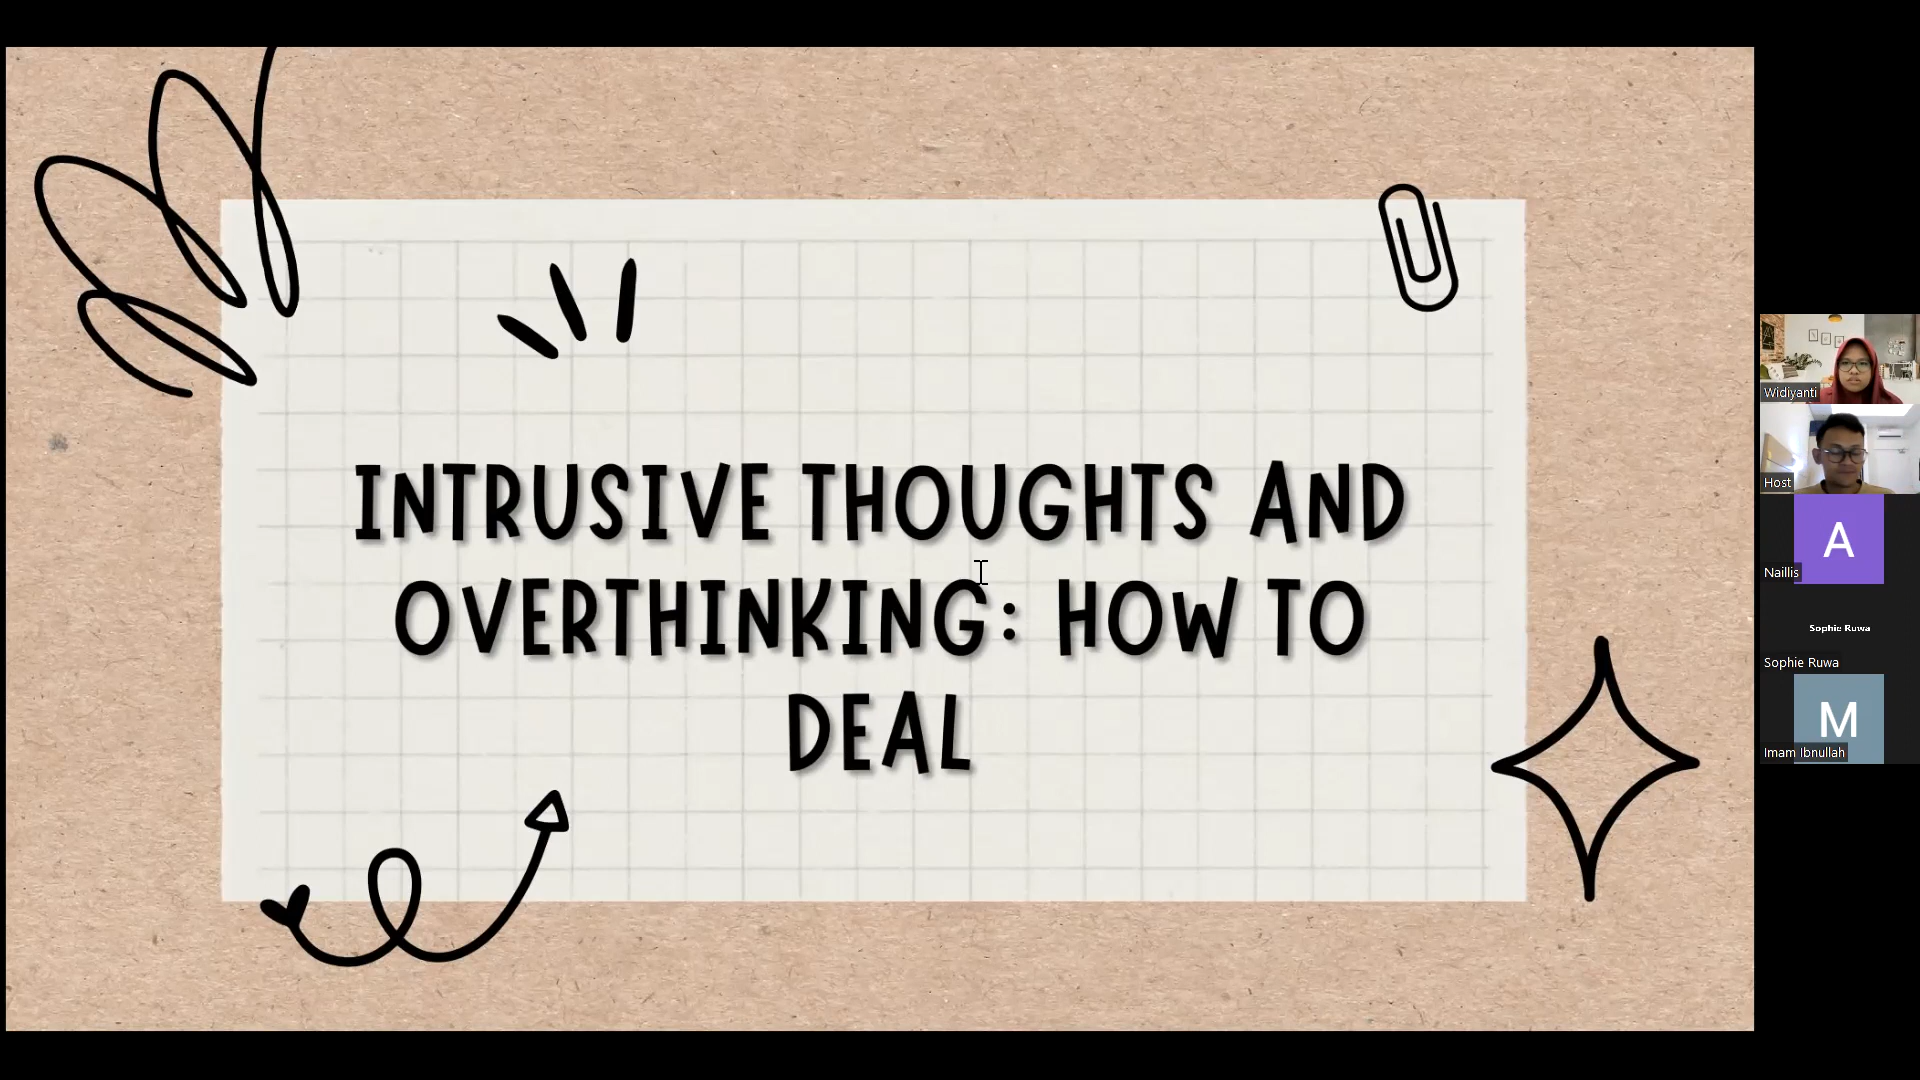 INTRUSIVE THOUGHTS AND
OVERTHINKING: HOW TO
DEAL
Widiyanti
Host
A
Naillis
Sophie Ruwa
Sophie Ruwa
M
Imam Ibnullah